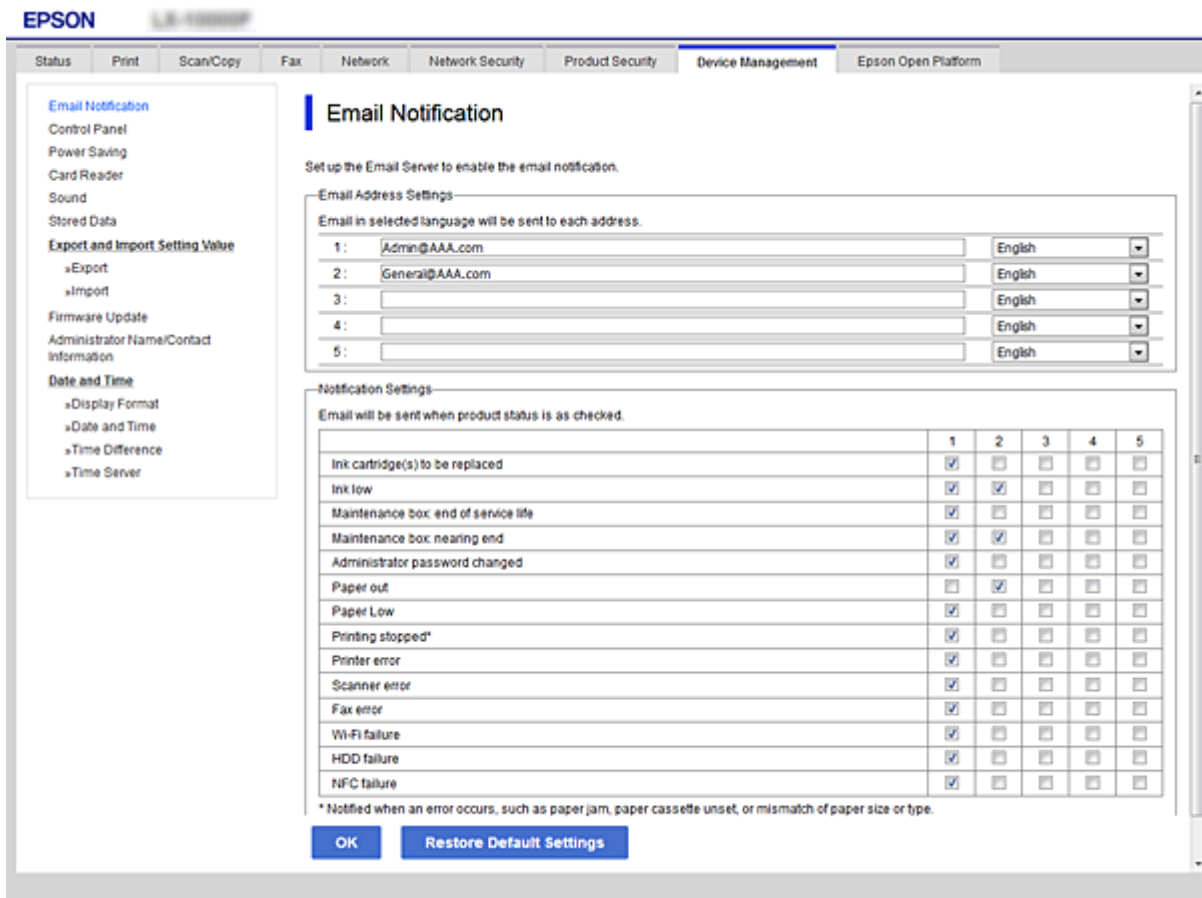 EPSON
Status Print Scan/Copy Fax Network Network Security Product Security Device Management Epson Open Platform
Email Notification
Control Panel
Power Saving
Card Reader
Sound
Stored Data
Export and Import Setting Value
»Export
»Import
Firmware Update
Administrator Name/Contact
Information
Date and Time
»Display Format
»Date and Time
»Time Difference
»Time Server
Email Notification
Set up the Email Server to enable the email notification.
Email Address Settings
Email in selected language will be sent to each address.
1 : Admin@AAA.com English
2 : General@AAA.com English
3 : English
4 : English
5 : English
Notification Settings
Email will be sent when product status is as checked.
1 2 3 4 5
Ink cartridge(s) to be replaced
Ink low
Maintenance box: end of service life
Maintenance box: nearing end
Administrator password changed
Paper out
Paper Low
Printing stopped*
Printer error
Scanner error
Fax error
Wi-Fi failure
HDD failure
NFC failure
* Notified when an error occurs, such as paper jam, paper cassette unset, or mismatch of paper size or type.
OK Restore Default Settings